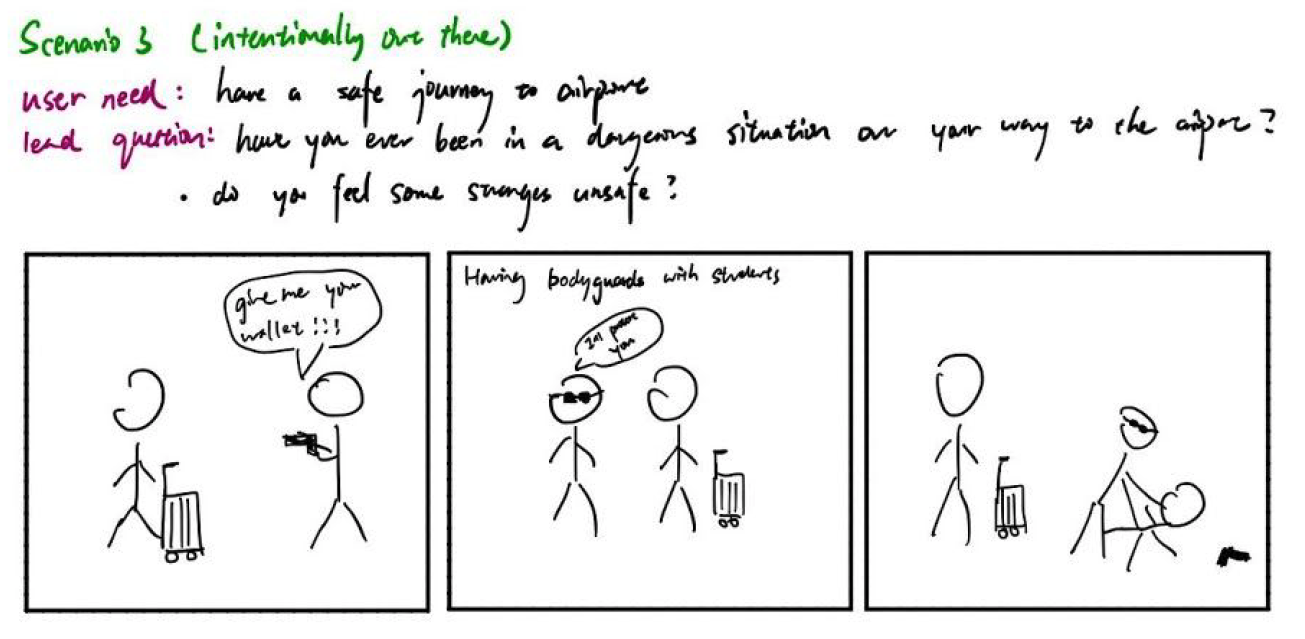 Scenario 3 (intentionally out there)
user need: have a safe journey to airport
lead question: have you ever been in a dangerous situation on your way to the airport?
• do you feel some strangers unsafe?
give me your
wallet!!!
Having bodyguards with students
I'll protect
you